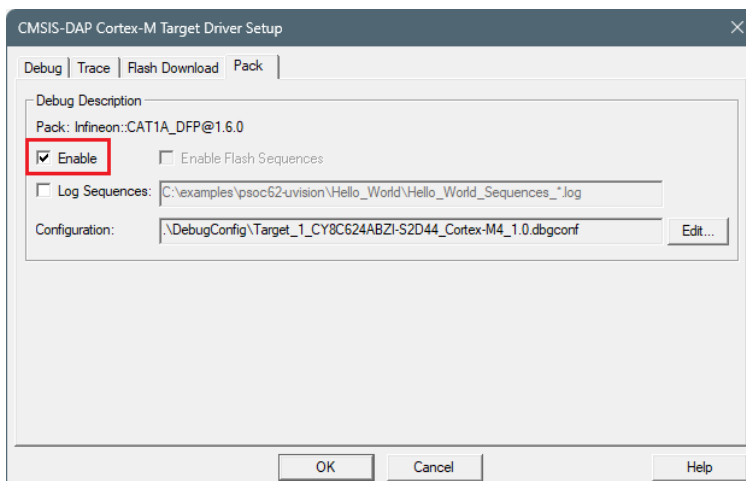 CMSIS-DAP Cortex-M Target Driver Setup
Debug Trace Flash Download Pack
Debug Description
Pack: Infineon::CAT1A_DFP@1.6.0
Enable Enable Flash Sequences
Log Sequences: C:\examples\psoc62-uvision\Hello_World\Hello_World_Sequences_*.log
Configuration: .\DebugConfig\Target_1_CY8C624ABZI-S2D44_Cortex-M4_1.0.dbgconf Edit...
OK Cancel Help